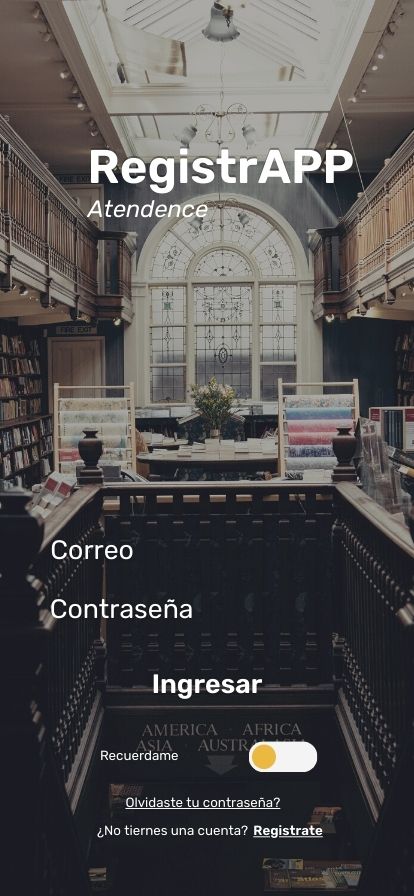 RegistrAPP
Atendence
FIRE EXIT
Correo
Contraseña
Ingresar
AMERICA AFRICA
ASIA
Recuerdame
Olvidaste tu contraseña?
¿No tiernes una cuenta? Registrate